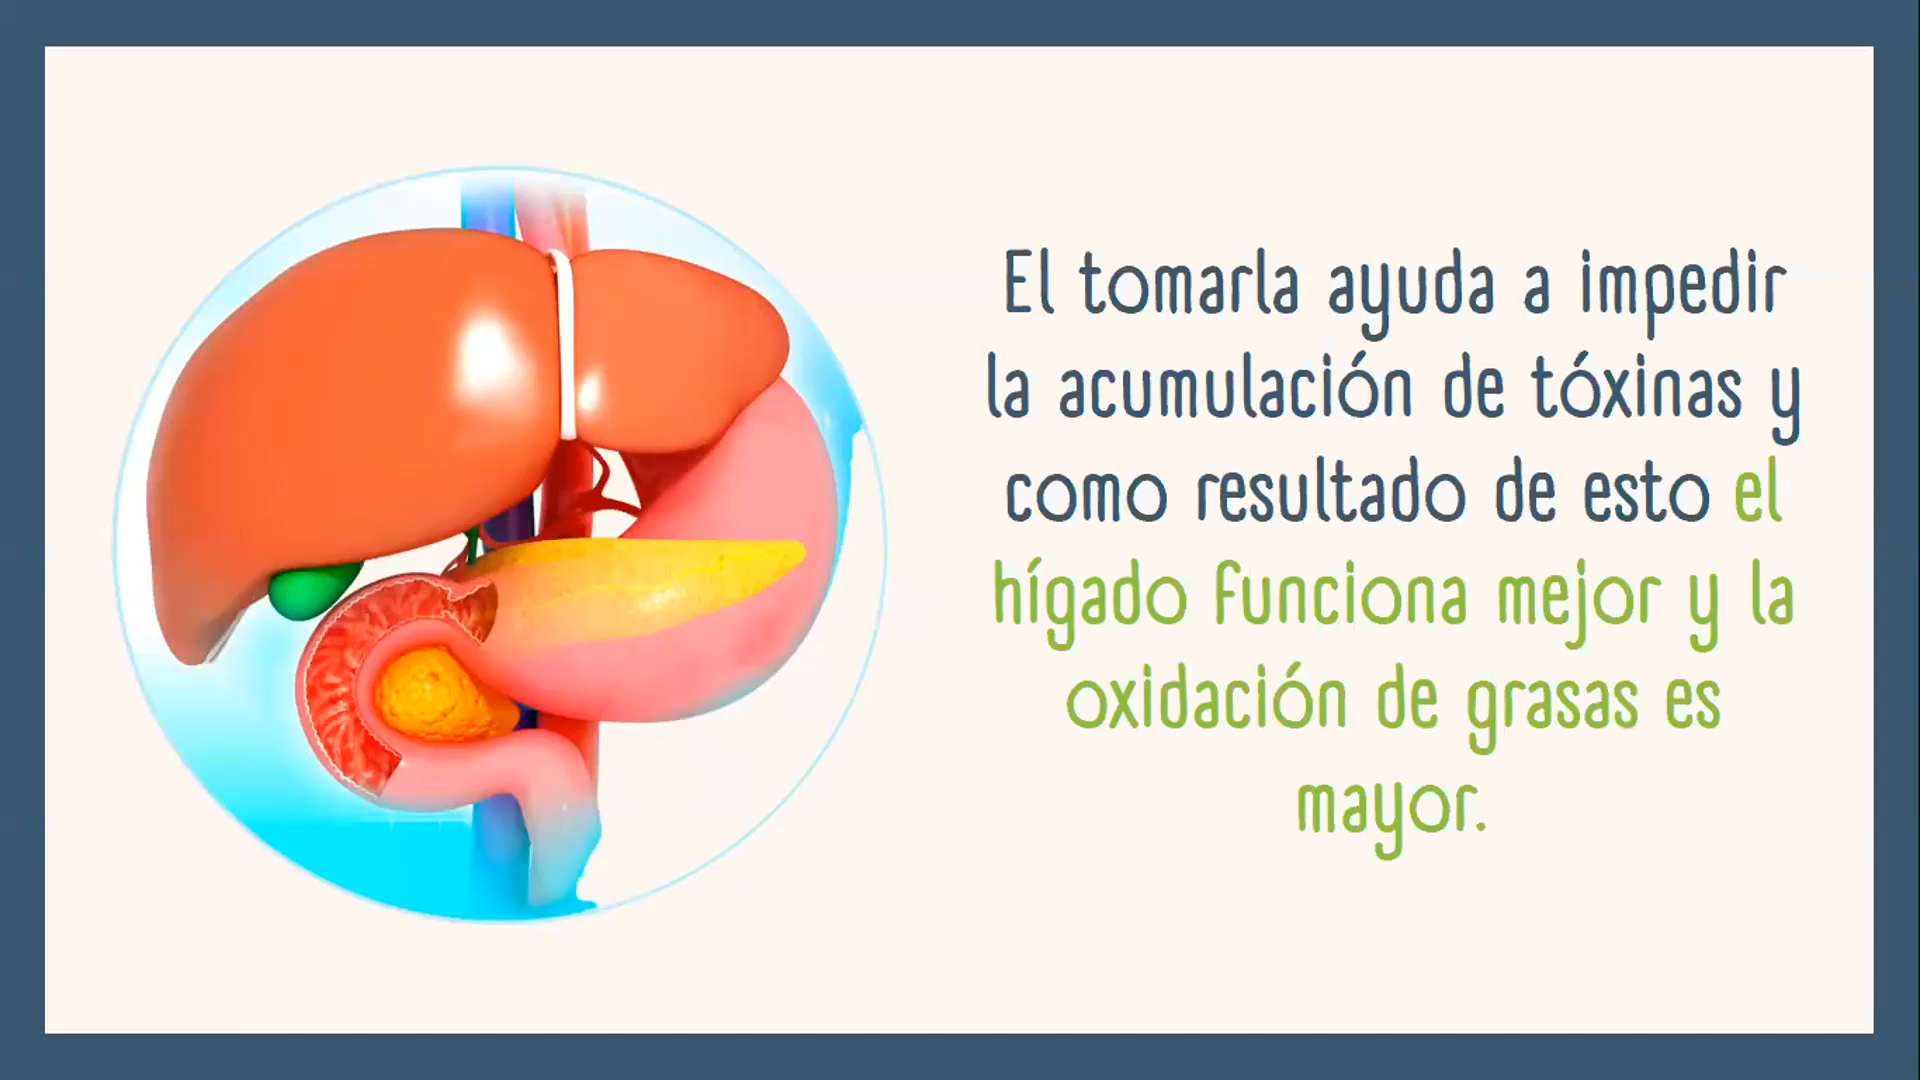 El tomarla ayuda a impedir
la acumulación de tóxinas y
como resultado de esto el
hígado funciona mejor y la
oxidación de grasas es
mayor.